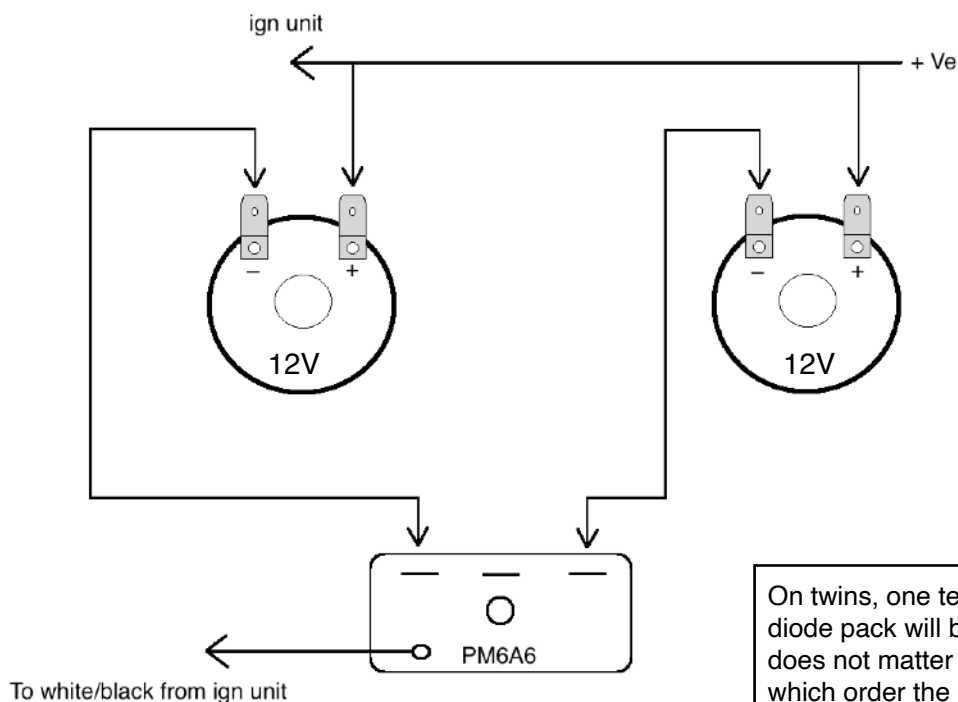 ign unit
+ Ve
– +
– +
12V
12V
PM6A6
To white/black from ign unit
On twins, one te
diode pack will b
does not matter
which order the